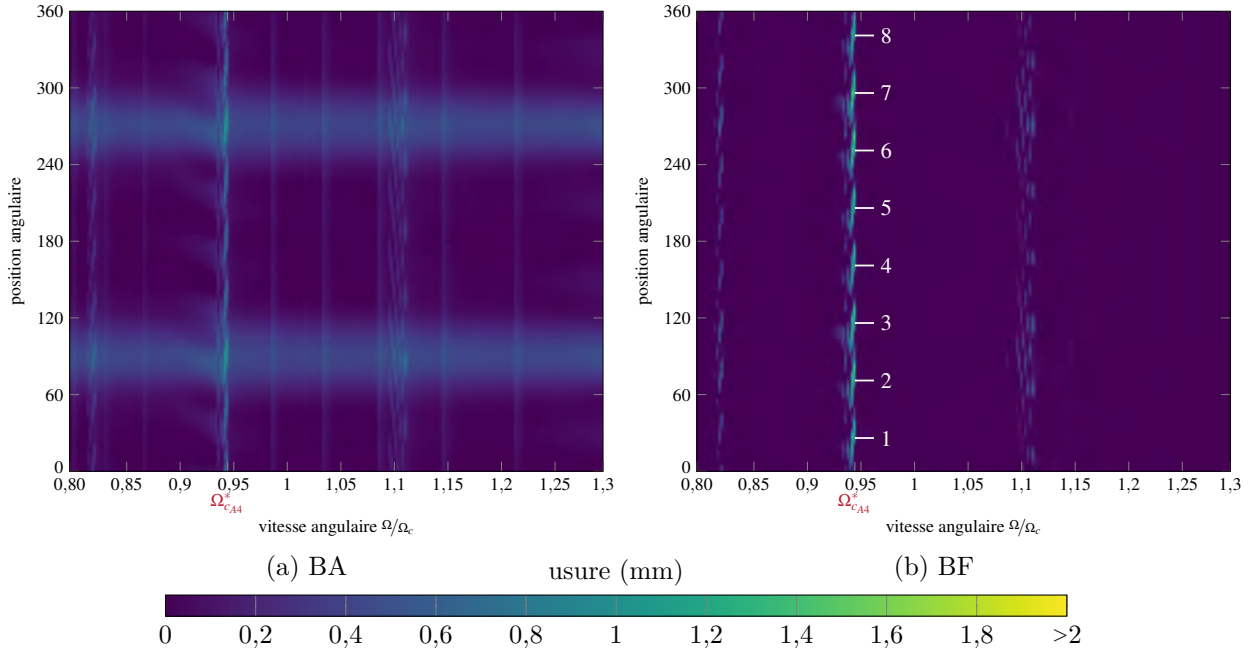 360
300
240
180
120
60
0
position angulaire
0,80 0,85 0,9 0,95 1 1,05 1,1 1,15 1,2 1,25 1,3
Ω*cA4
vitesse angulaire Ω/Ωc
(a) BA
360
300
240
180
120
60
0
position angulaire
8
7
6
5
4
3
2
1
0,80 0,85 0,9 0,95 1 1,05 1,1 1,15 1,2 1,25 1,3
Ω*cA4
vitesse angulaire Ω/Ωc
(b) BF
usure (mm)
0 0,2 0,4 0,6 0,8 1 1,2 1,4 1,6 1,8 >2